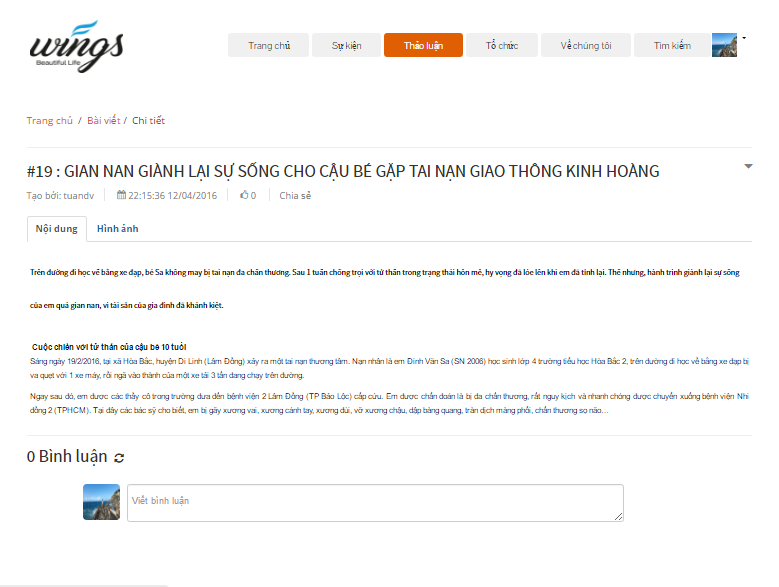 wings
Beautiful Life
Trang chủ
Sự kiện
Thảo luận
Tổ chức
Về chúng tôi
Tìm kiếm
Trang chủ / Bài viết / Chi tiết
#19 : GIAN NAN GIÀNH LẠI SỰ SỐNG CHO CẬU BÉ GẶP TAI NẠN GIAO THÔNG KINH HOÀNG
Tạo bởi: tuandv
22:15:36 12/04/2016
0
Chia sẻ
Nội dung
Hình ảnh
Trên đường đi học về bằng xe đạp, bé Sa không may bị tai nạn đa chấn thương. Sau 1 tuần chống trọi với tử thần trong trạng thái hôn mê, hy vọng đã lóe lên khi em đã tỉnh lại. Thế nhưng, hành trình giành lại sự sống
của em quá gian nan, vì tài sản của gia đình đã khánh kiệt.
Cuộc chiến với tử thần của cậu bé 10 tuổi
Sáng ngày 19/2/2016, tại xã Hòa Bắc, huyện Di Linh (Lâm Đồng) xảy ra một tai nạn thương tâm. Nạn nhân là em Đinh Văn Sa (SN 2006) học sinh lớp 4 trường tiểu học Hòa Bắc 2, trên đường đi học về bằng xe đạp bị
va quẹt với 1 xe máy, rồi ngã vào thành của một xe tải 3 tấn đang chạy trên đường.
Ngay sau đó, em được các thầy cô trong trường đưa đến bệnh viện 2 Lâm Đồng (TP Bảo Lộc) cấp cứu. Em được chẩn đoán là bị đa chấn thương, rất nguy kịch và nhanh chóng được chuyển xuống bệnh viện Nhi
đồng 2 (TPHCM). Tại đây các bác sỹ cho biết, em bị gãy xương vai, xương cánh tay, xương đùi, vỡ xương chậu, dập bàng quang, tràn dịch màng phổi, chấn thương sọ não…
0 Bình luận
Viết bình luận